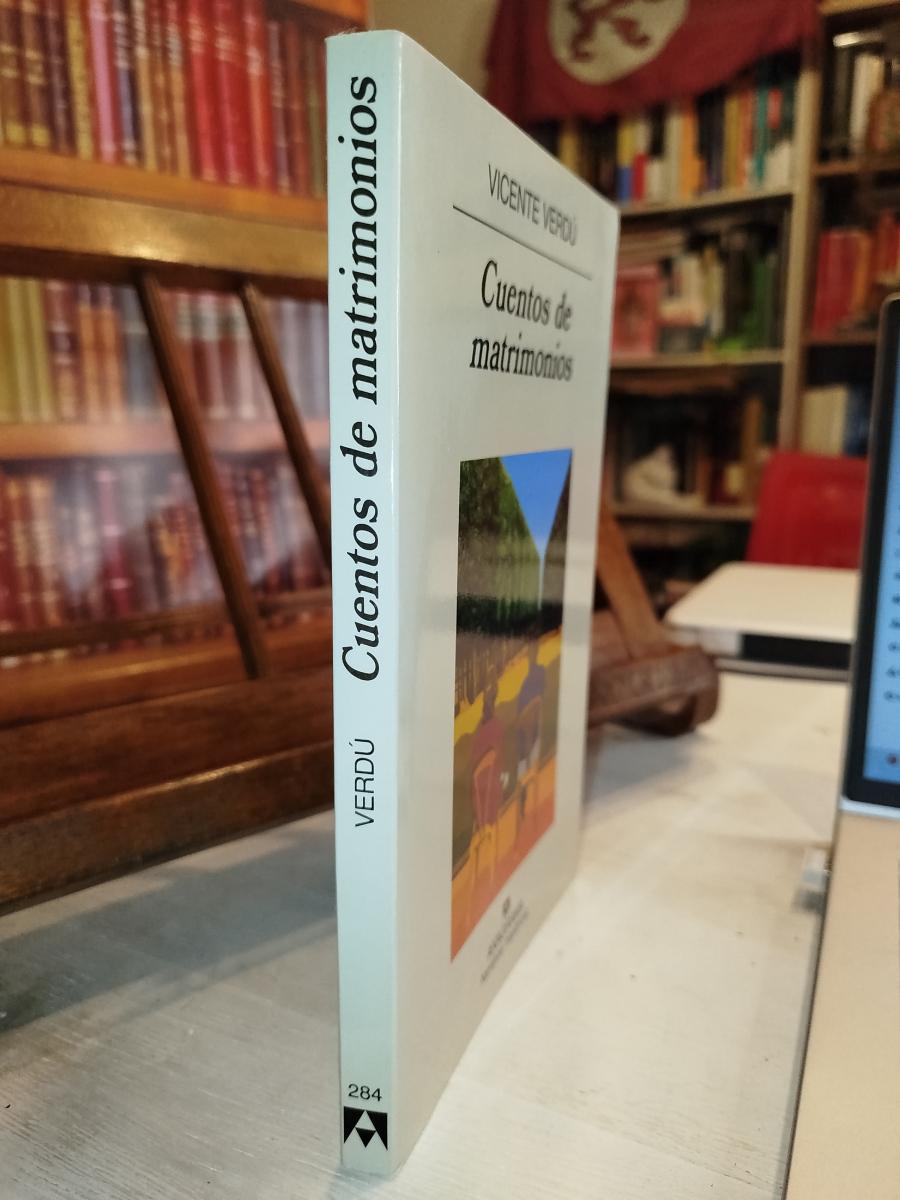 Cuentos de matrimonios
VERDÚ
284
VICENTE VERDÚ
Cuentos de
matrimonios